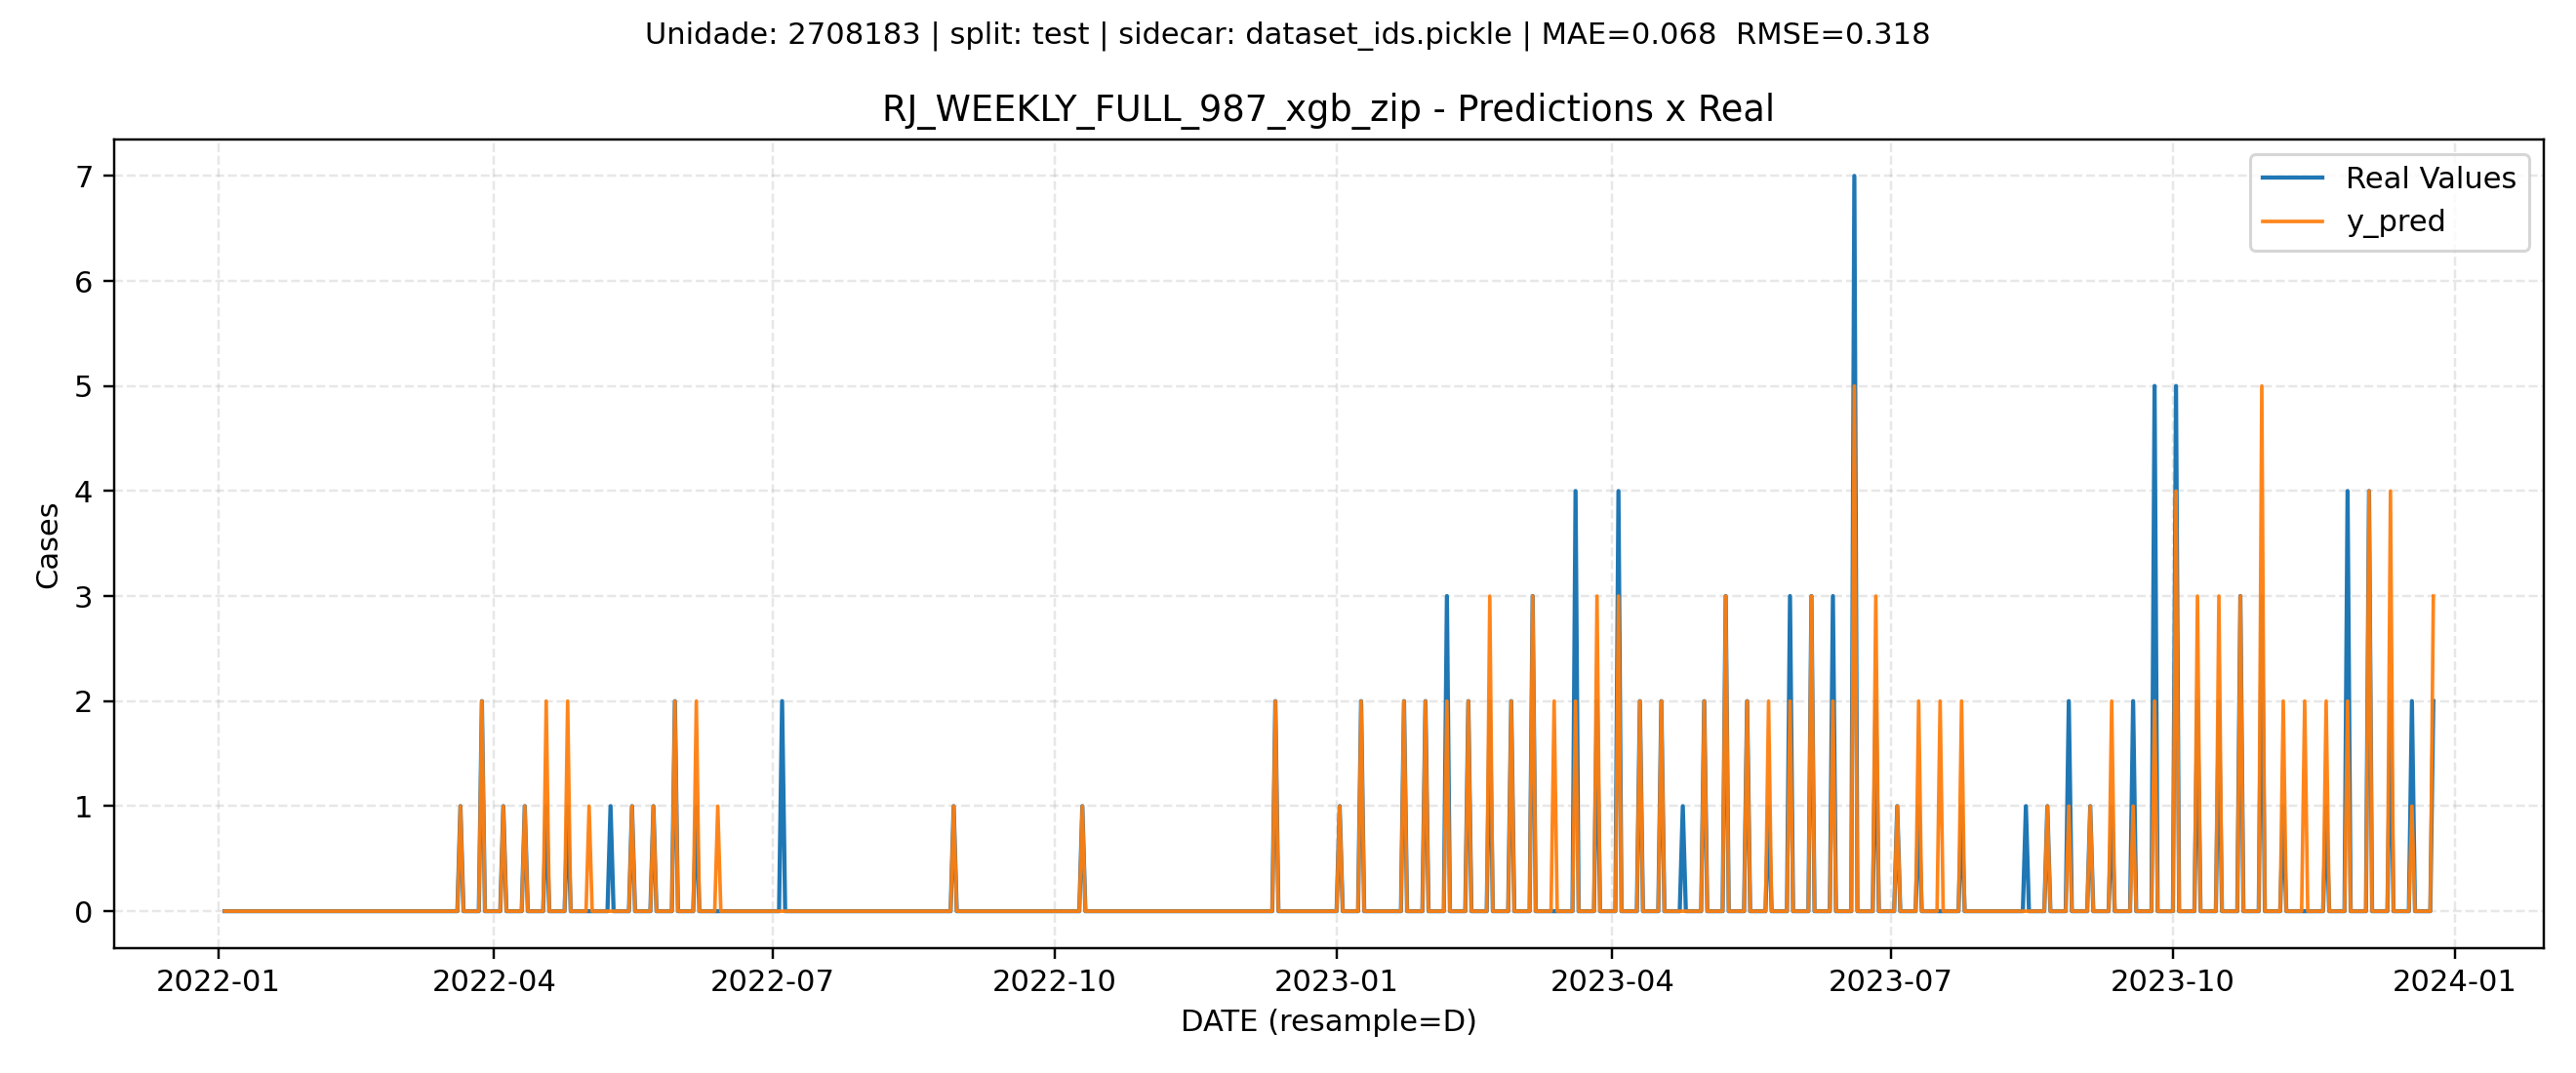 Unidade: 2708183 | split: test | sidecar: dataset_ids.pickle | MAE=0.068  RMSE=0.318
RJ_WEEKLY_FULL_987_xgb_zip - Predictions x Real
Real Values
y_pred
7
6
5
4
3
2
1
0
Cases
2022-01
2022-04
2022-07
2022-10
2023-01
2023-04
2023-07
2023-10
2024-01
DATE (resample=D)